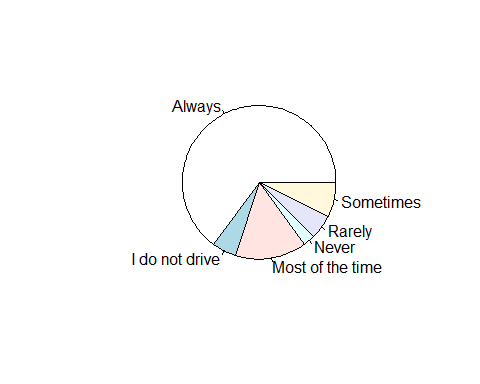 Always
Sometimes
Rarely
Never
I do not drive
Most of the time